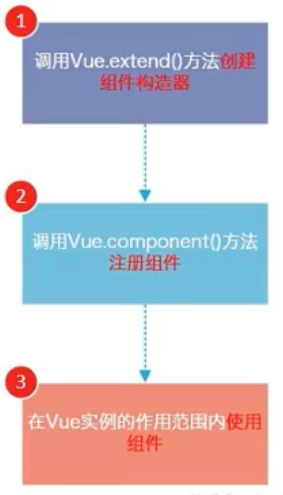 1
调用Vue.extend()方法创建
组件构造器
2
调用Vue.component()方法
注册组件
3
在Vue实例的作用范围内使用
组件